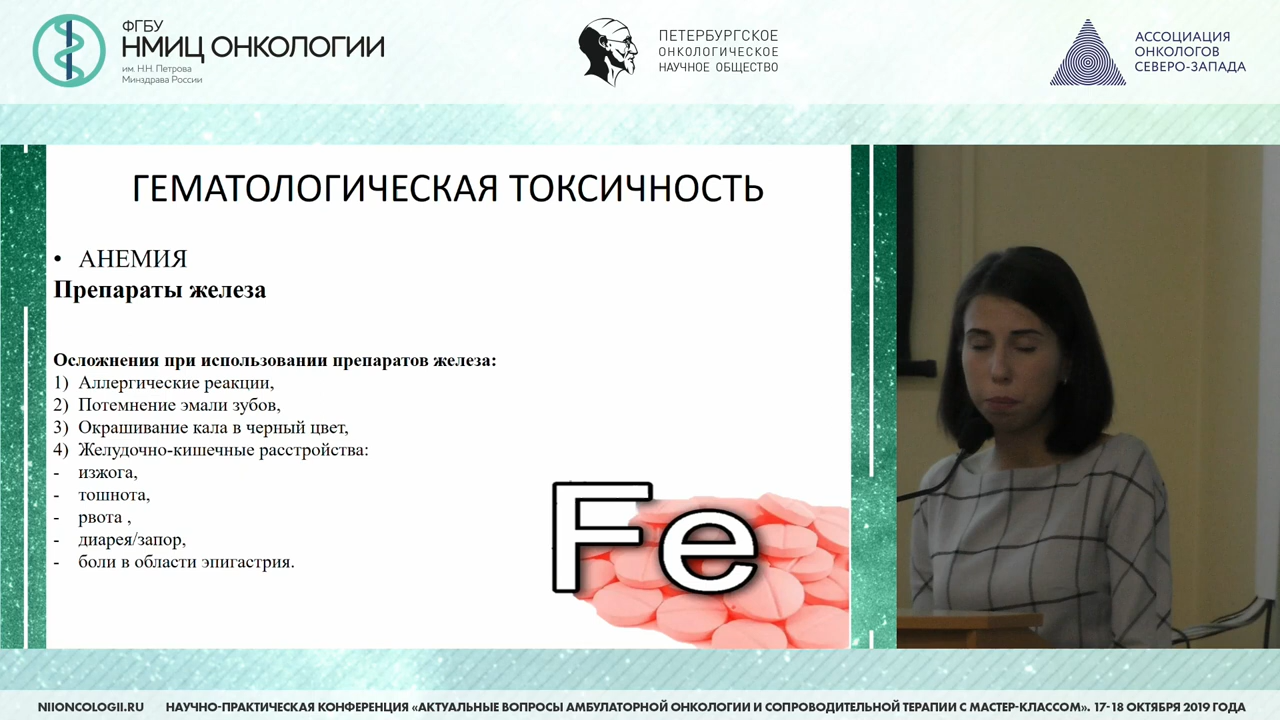 ФГБУ
НМИЦ ОНКОЛОГИИ
им. Н.Н. Петрова
Минздрава России
ПЕТЕРБУРГСКОЕ
ОНКОЛОГИЧЕСКОЕ
НАУЧНОЕ ОБЩЕСТВО
АССОЦИАЦИЯ
ОНКОЛОГОВ
СЕВЕРО-ЗАПАДА
ГЕМАТОЛОГИЧЕСКАЯ ТОКСИЧНОСТЬ
• АНЕМИЯ
Препараты железа
Осложнения при использовании препаратов железа:
1) Аллергические реакции,
2) Потемнение эмали зубов,
3) Окрашивание кала в черный цвет,
4) Желудочно-кишечные расстройства:
- изжога,
- тошнота,
- рвота ,
- диарея/запор,
- боли в области эпигастрия.
Fe
NIIONCOLOGII.RU НАУЧНО-ПРАКТИЧЕСКАЯ КОНФЕРЕНЦИЯ «АКТУАЛЬНЫЕ ВОПРОСЫ АМБУЛАТОРНОЙ ОНКОЛОГИИ И СОПРОВОДИТЕЛЬНОЙ ТЕРАПИИ С МАСТЕР-КЛАССОМ». 17-18 ОКТЯБРЯ 2019 ГОДА